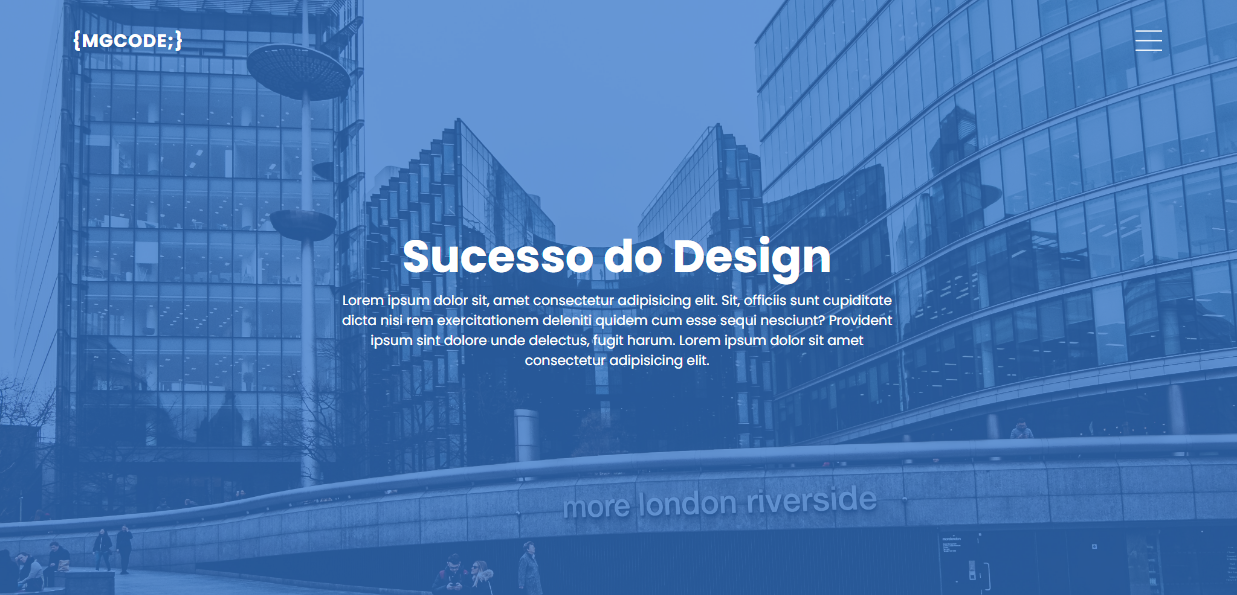 {MGCODE;}
Sucesso do Design
Lorem ipsum dolor sit, amet consectetur adipisicing elit. Sit, officiis sunt cupiditate
dicta nisi rem exercitationem deleniti quidem cum esse sequi nesciunt? Provident
ipsum sint dolore unde delectus, fugit harum. Lorem ipsum dolor sit amet
consectetur adipisicing elit.
more london riverside